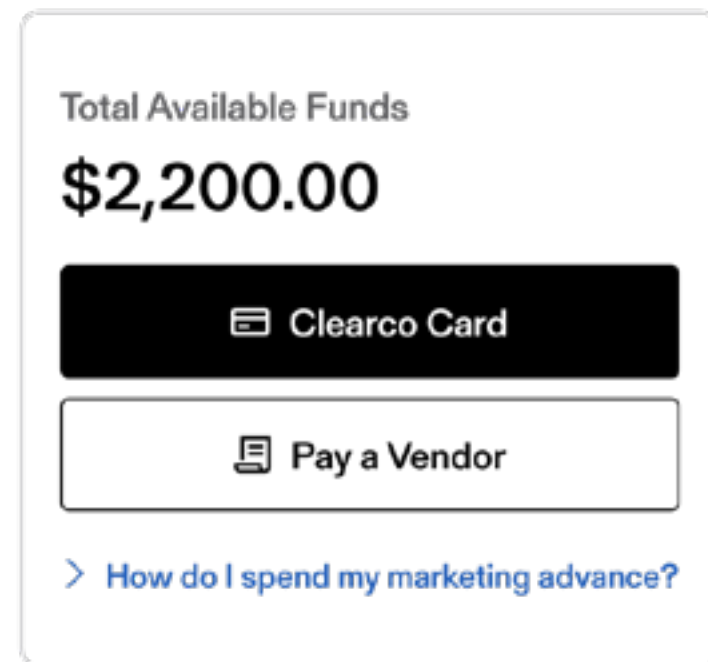 Total Available Funds
$2,200.00
Clearco Card
Pay a Vendor
How do I spend my marketing advance?